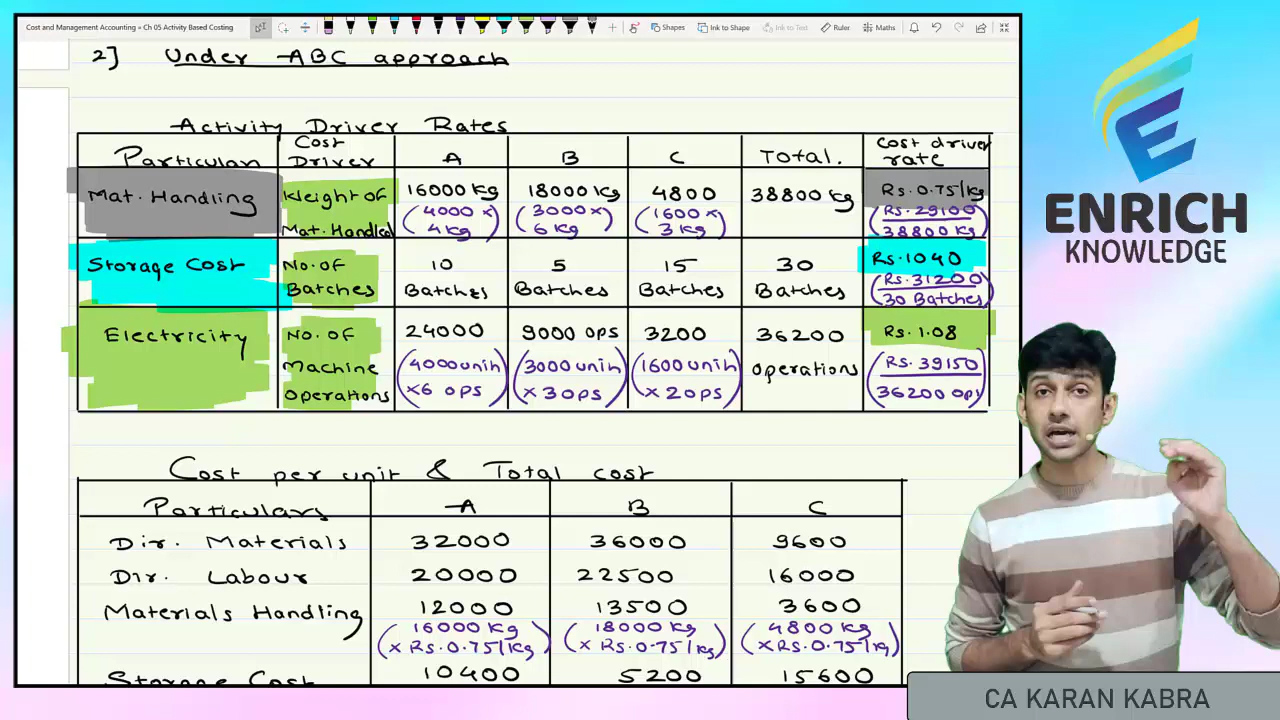 Cost and Management Accounting » Ch 05 Activity Based Costing
Shapes Ink to Shape Ink to Text Ruler Maths
2] Under ABC approach
Activity Driver Rates
Particulan Cost Driver A B C Total. Cost driver rate
Mat. Handling Weight of Mat. Handled 16000 Kg 18000 Kg 4800 38800 Kg Rs. 0.75/Kg
(4000 x 4 Kg) (3000 x 6 Kg) (1600 x 3 Kg) (Rs. 29100 / 38800 Kg)
Storage Cost No. of Batches 10 Batches 5 Batches 15 Batches 30 Batches Rs. 1040
(Rs. 31200 / 30 Batches)
Electricity No. of Machine Operations 24000 9000 ops 3200 36200 operations Rs. 1.08
(4000 unih x 6 ops) (3000 unih x 3 ops) (1600 unih x 2 ops) (Rs. 39150 / 36200 ops)
Cost per unit & Total cost
Particulars A B C
Dir. Materials 32000 36000 9600
Dir. Labour 20000 22500 16000
Materials Handling 12000 13500 3600
(16000 Kg x Rs. 0.75/Kg) (18000 Kg x Rs. 0.75/Kg) (4800 Kg x Rs. 0.75/Kg)
Storage Cost 10400 5200 15600
ENRICH
KNOWLEDGE
CA KARAN KABRA